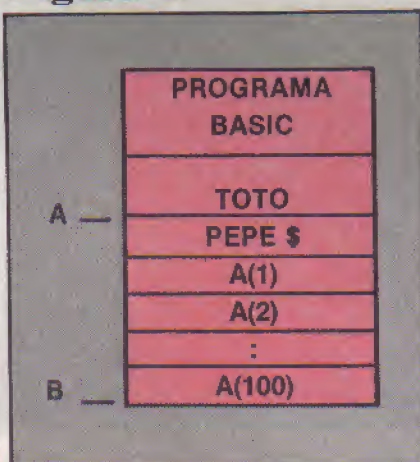 PROGRAMA
BASIC
TOTO
A
PEPE $
A(1)
A(2)
:
B
A(100)